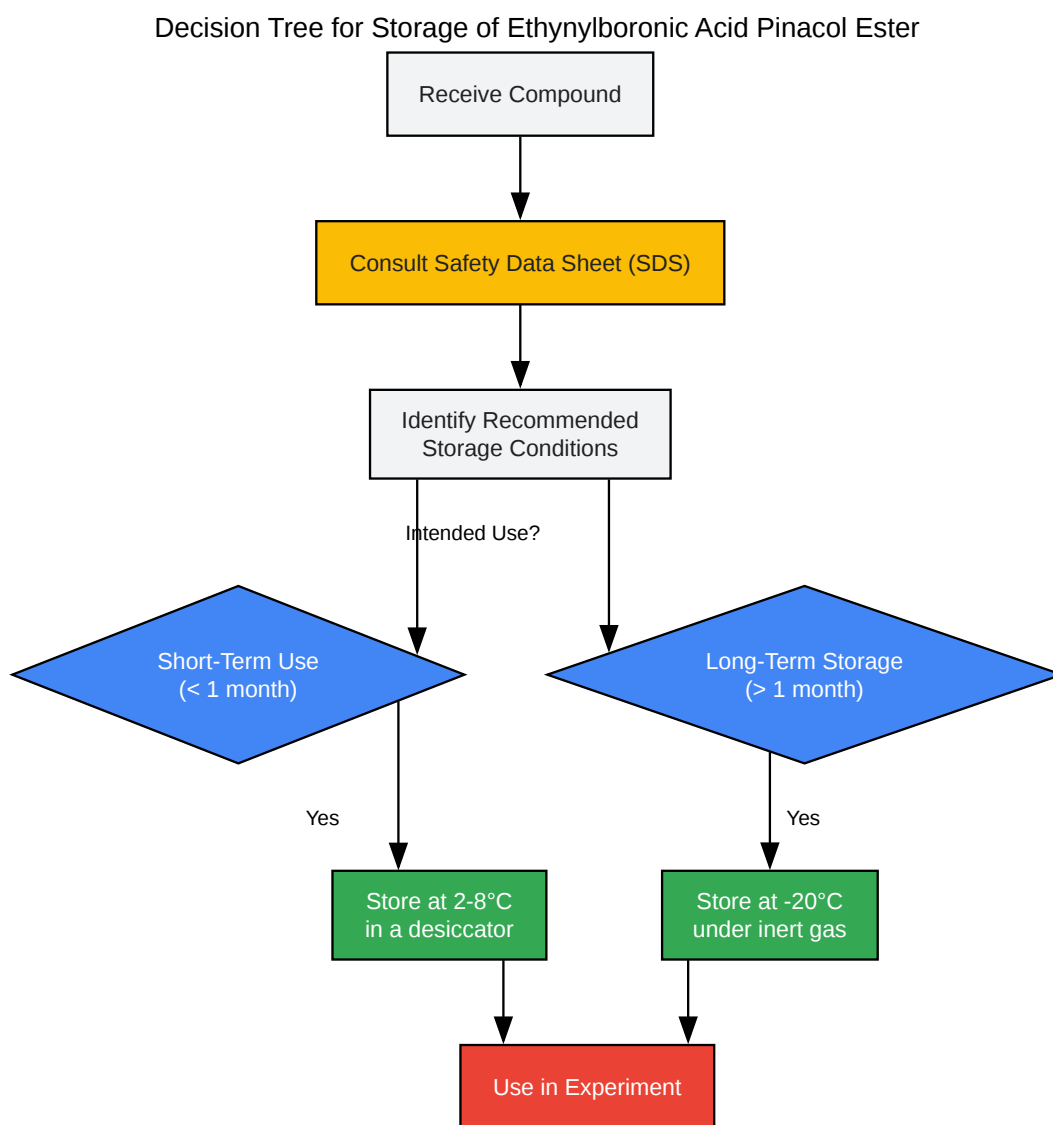 Decision Tree for Storage of Ethynylboronic Acid Pinacol Ester
Receive Compound
Consult Safety Data Sheet (SDS)
Identify Recommended
Storage Conditions
Intended Use?
Short-Term Use
(< 1 month)
Long-Term Storage
(> 1 month)
Yes
Yes
Store at 2-8°C
in a desiccator
Store at -20°C
under inert gas
Use in Experiment